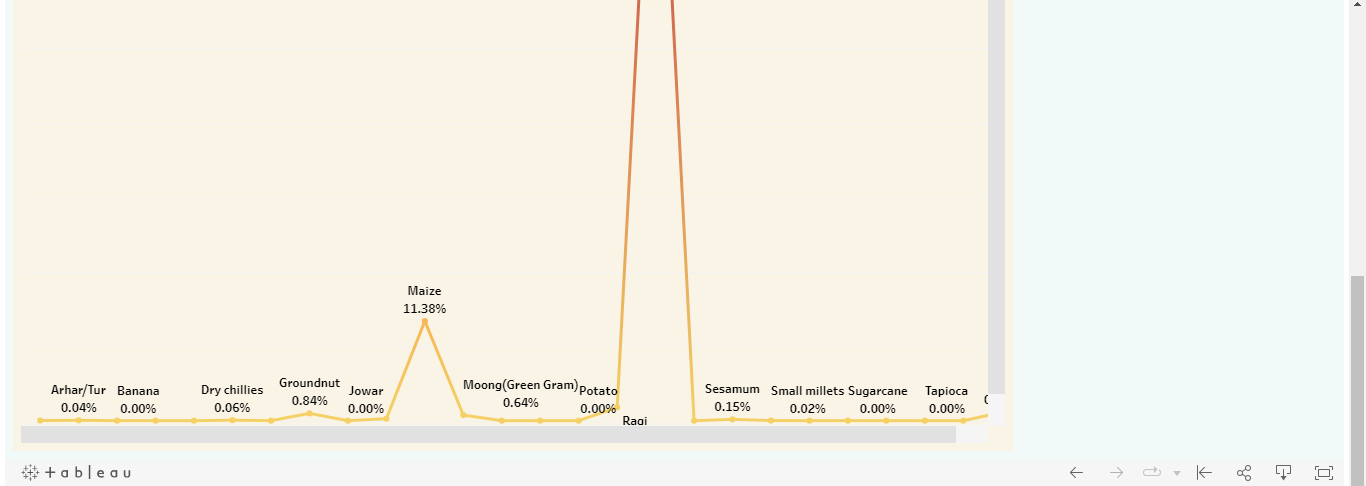 Maize
11.38%
Arhar/Tur
0.04%
Banana
0.00%
Dry chillies
0.06%
Groundnut
0.84%
Jowar
0.00%
Moong(Green Gram)
0.64%
Potato
0.00%
Ragi
Sesamum
0.15%
Small millets
0.02%
Sugarcane
0.00%
Tapioca
0.00%
+ableau